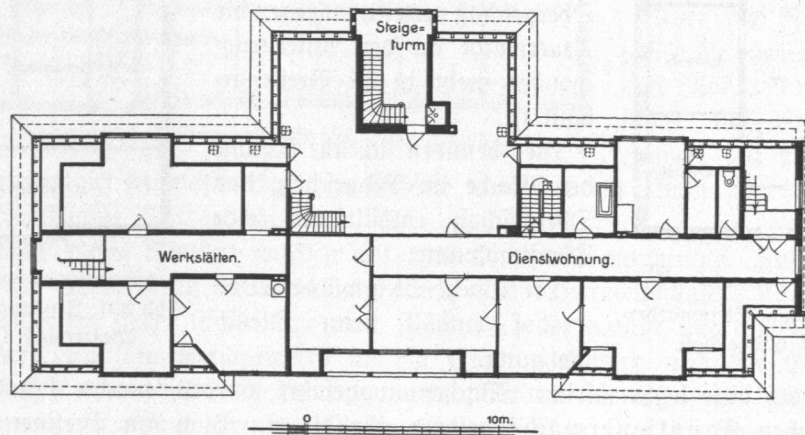 Steige=
turm
Werkstätten.
Dienstwohnung.
0
10m.